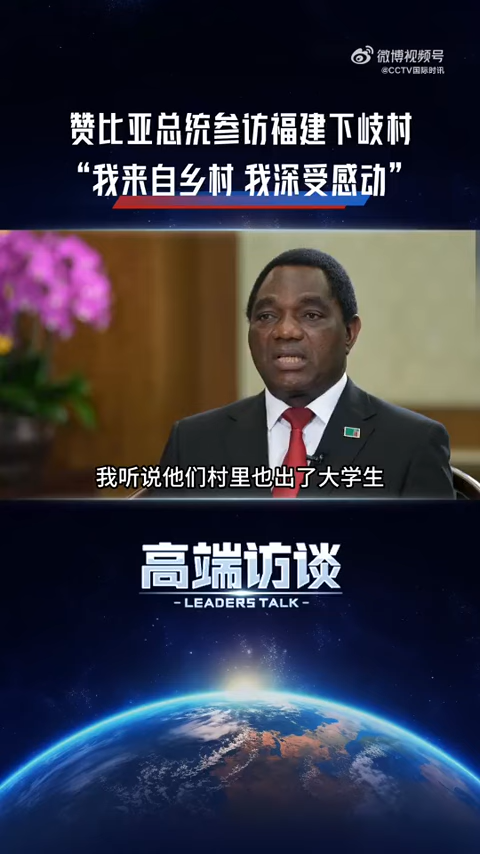 微博视频号
@CCTV国际时讯
赞比亚总统参访福建下岐村
“我来自乡村 我深受感动”
我听说他们村里也出了大学生
高端访谈
- LEADERS TALK -